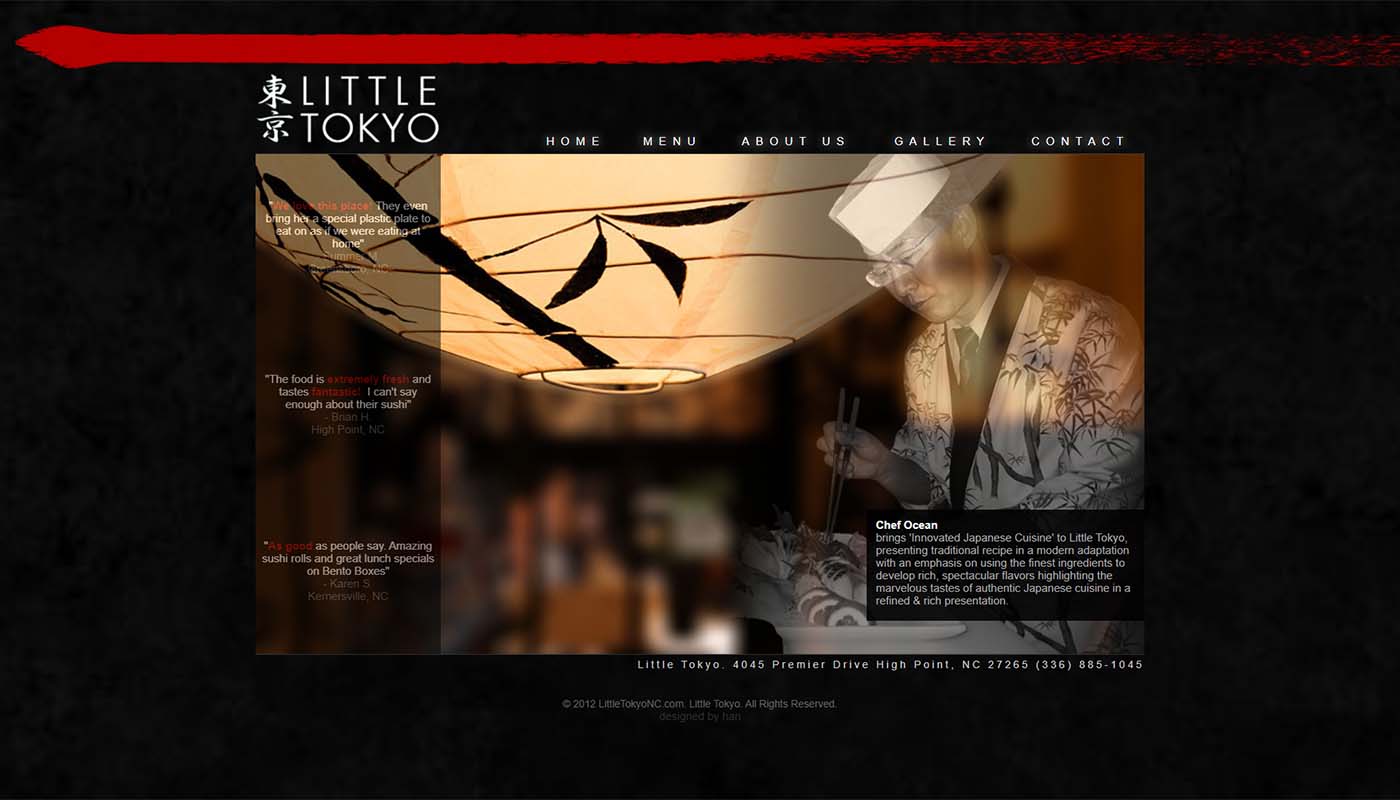 東京
LITTLE
TOKYO
HOME MENU ABOUT US GALLERY CONTACT
"We love this place! They even
bring her a special plastic plate to
eat on as if we were eating at
home"
Summer M.
Greensboro, NC
"The food is extremely fresh and
tastes fantastic! I can't say
enough about their sushi"
- Brian H.
High Point, NC
"As good as people say. Amazing
sushi rolls and great lunch specials
on Bento Boxes"
- Karen S
Kernersville, NC
Chef Ocean
brings 'Innovated Japanese Cuisine' to Little Tokyo,
presenting traditional recipe in a modern adaptation
with an emphasis on using the finest ingredients to
develop rich, spectacular flavors highlighting the
marvelous tastes of authentic Japanese cuisine in a
refined & rich presentation.
Little Tokyo. 4045 Premier Drive High Point, NC 27265 (336) 885-1045
© 2012 LittleTokyoNC.com. Little Tokyo. All Rights Reserved.
designed by han